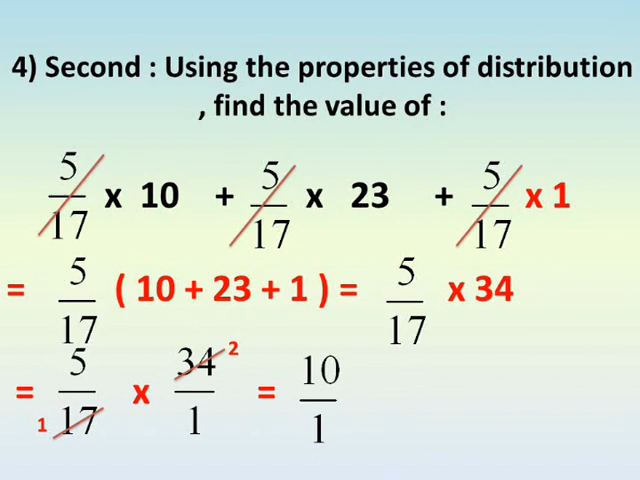 4) Second : Using the properties of distribution
, find the value of :
5/17 x 10 + 5/17 x 23 + 5/17 x 1
= 5/17 ( 10 + 23 + 1 ) = 5/17 x 34
= 5/17 1 x 34/1 2 = 10/1